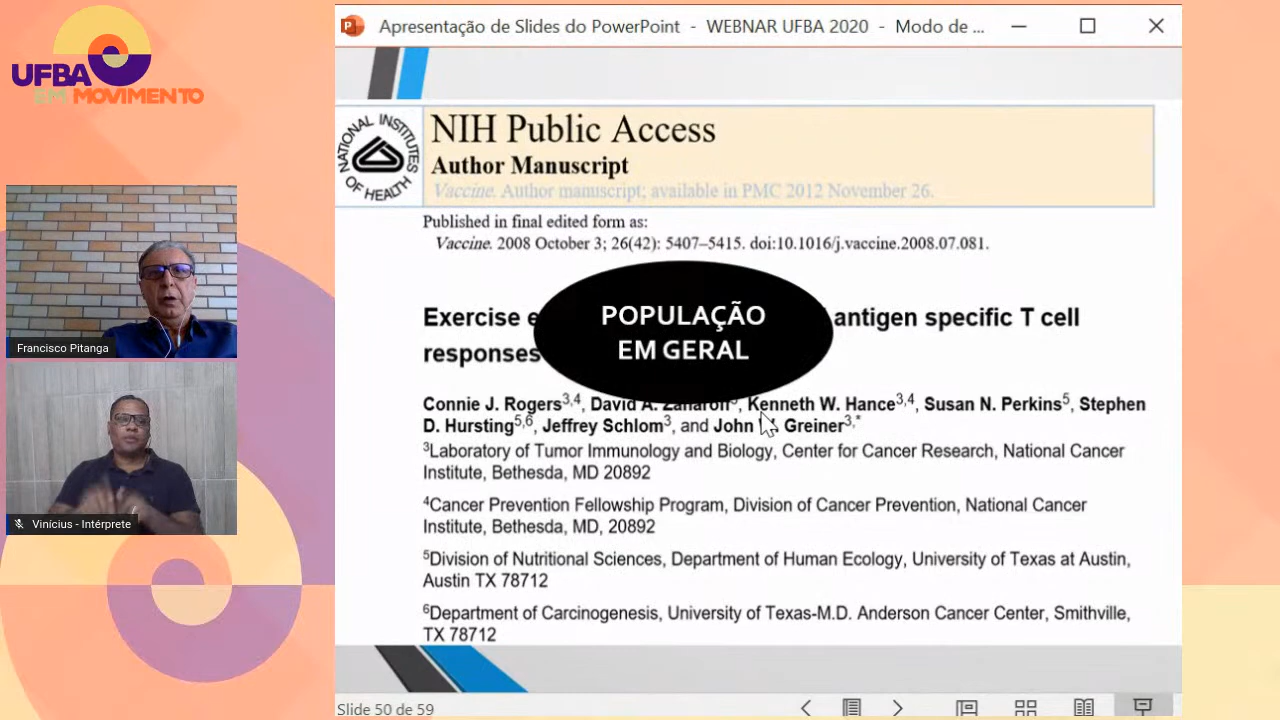 UFBA
EM MOVIMENTO
Francisco Pitanga
Vinícius - Intérprete
Apresentação de Slides do PowerPoint - WEBNAR UFBA 2020 - Modo de ...
NATIONAL INSTITUTES
OF HEALTH
NIH Public Access
Author Manuscript
Vaccine. Author manuscript; available in PMC 2012 November 26.
Published in final edited form as:
Vaccine. 2008 October 3; 26(42): 5407–5415. doi:10.1016/j.vaccine.2008.07.081.
Exercise antigen specific T cell
responses
POPULAÇÃO
EM GERAL
Connie J. Rogers3,4, David A. Zaharoff3, Kenneth W. Hance3,4, Susan N. Perkins5, Stephen
D. Hursting5,6, Jeffrey Schlom3, and John Greiner3,*
3Laboratory of Tumor Immunology and Biology, Center for Cancer Research, National Cancer
Institute, Bethesda, MD 20892
4Cancer Prevention Fellowship Program, Division of Cancer Prevention, National Cancer
Institute, Bethesda, MD, 20892
5Division of Nutritional Sciences, Department of Human Ecology, University of Texas at Austin,
Austin TX 78712
6Department of Carcinogenesis, University of Texas-M.D. Anderson Cancer Center, Smithville,
TX 78712
Slide 50 de 59